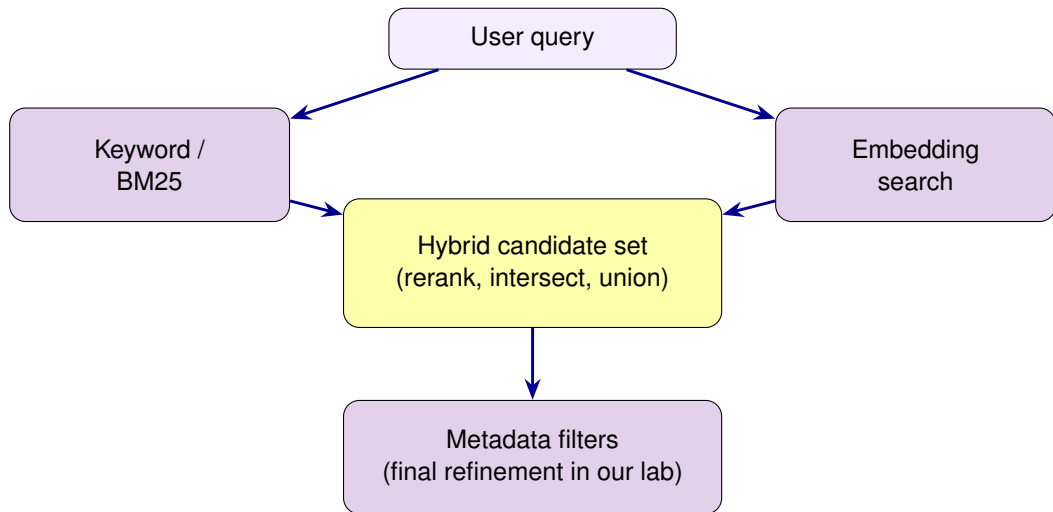 User query
Keyword /
BM25
Embedding
search
Hybrid candidate set
(rerank, intersect, union)
Metadata filters
(final refinement in our lab)